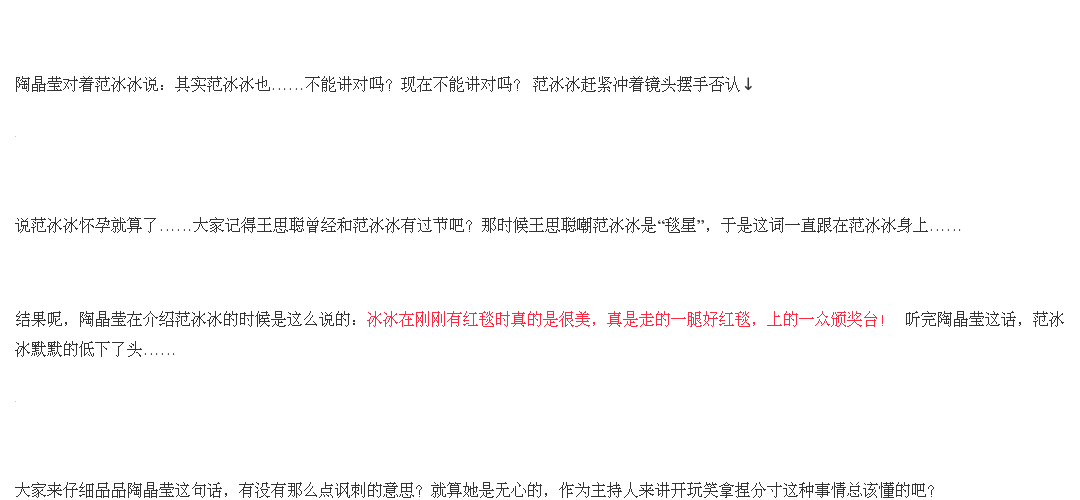 陶晶莹对着范冰冰说：其实范冰冰也……不能讲对吗？现在不能讲对吗？ 范冰冰赶紧冲着镜头摆手否认↓
说范冰冰怀孕就算了……大家记得王思聪曾经和范冰冰有过节吧？那时候王思聪嘲范冰冰是“毯星”，于是这词一直跟在范冰冰身上……
结果呢，陶晶莹在介绍范冰冰的时候是这么说的：冰冰在刚刚有红毯时真的是很美，真是走的一腿好红毯，上的一众颁奖台！ 听完陶晶莹这话，范冰
冰默默的低下了头……
大家来仔细品品陶晶莹这句话，有没有那么点讽刺的意思？就算她是无心的，作为主持人来讲开玩笑拿捏分寸这种事情总该懂的吧？